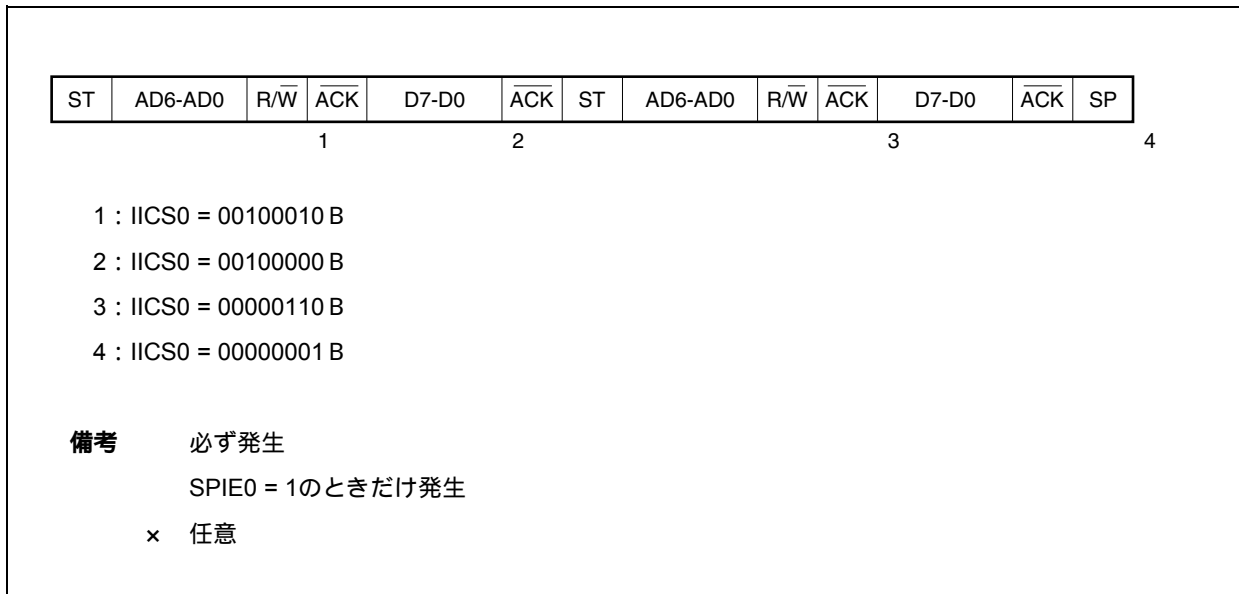 ST AD6-AD0 R/W ACK D7-D0 ACK ST AD6-AD0 R/W ACK D7-D0 ACK SP
1 2 3 4
1：IICS0 = 00100010 B
2：IICS0 = 00100000 B
3：IICS0 = 00000110 B
4：IICS0 = 00000001 B
備考 必ず発生
SPIE0 = 1のときだけ発生
× 任意